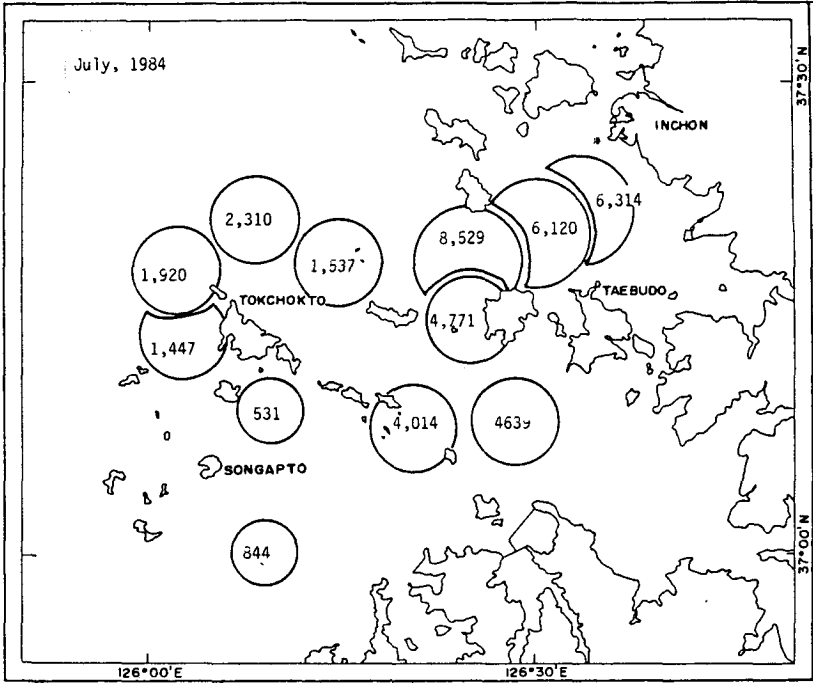 July, 1984
37°30'N
INCHON
2,310
6,314
6,120
8,529
1,537
1,920
TOKCHOKTO
TAEBUDO
4,771
1,447
531
4,014
4639
SONGAPTO
844
37°00'N
126°00'E
126°30'E